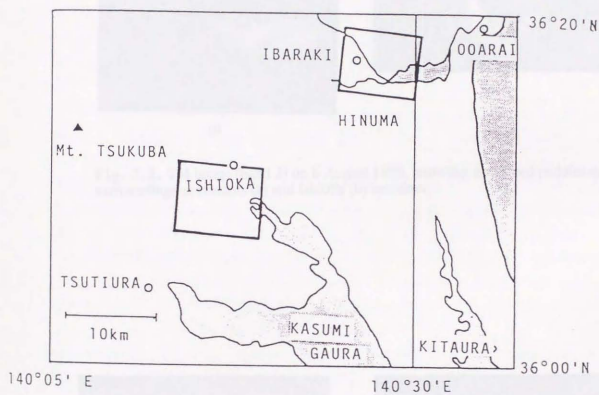 36°20'N
OOARAI
IBARAKI
HINUMA
Mt. TSUKUBA
ISHIOKA
TSUTIURA
10km
KASUMI
GAURA
KITAURA
36°00'N
140°05' E
140°30' E